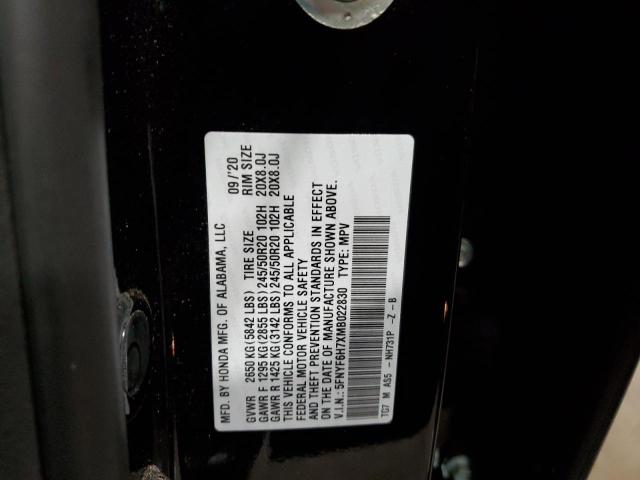 MFD. BY HONDA MFG. OF ALABAMA, LLC 09/'20
GVWR 2650 KG (5842 LBS) TIRE SIZE RIM SIZE
GAWR F 1295 KG (2855 LBS) 245/50R20 102H 20X8.0J
GAWR R 1425 KG (3142 LBS) 245/50R20 102H 20X8.0J
THIS VEHICLE CONFORMS TO ALL APPLICABLE
FEDERAL MOTOR VEHICLE SAFETY
AND THEFT PREVENTION STANDARDS IN EFFECT
ON THE DATE OF MANUFACTURE SHOWN ABOVE.
V.I.N.: 5FNYF6H7XMB022830 TYPE: MPV
TG7 M AS5 - NH731P -Z -B